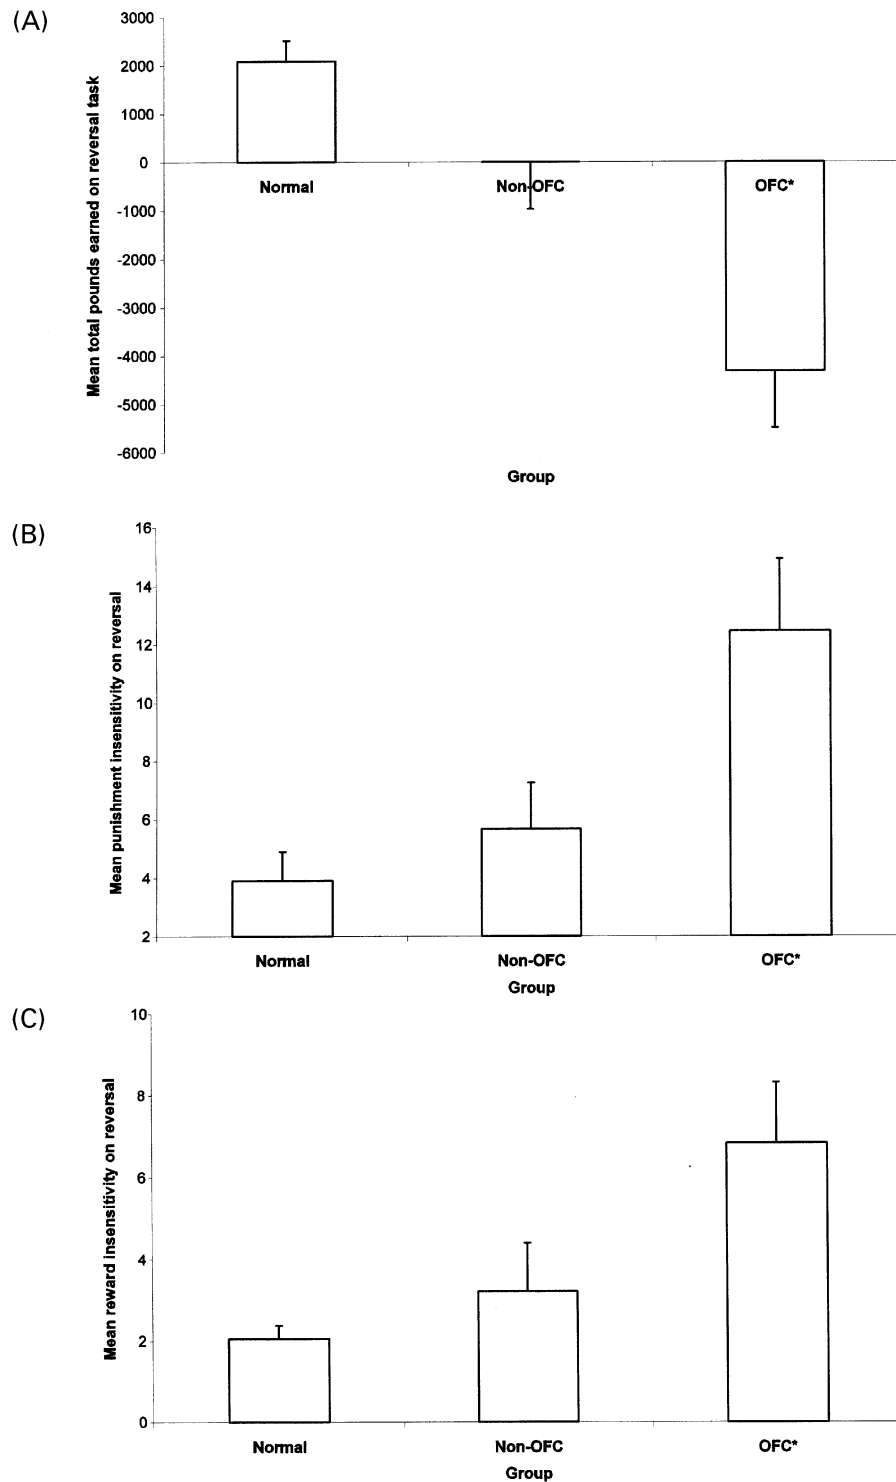 (A)
Mean total pounds earned on reversal task
3000
2000
1000
0
-1000
-2000
-3000
-4000
-5000
-6000
Normal Non-OFC OFC*
Group
(B)
Mean punishment insensitivity on reversal
16
14
12
10
8
6
4
2
Normal Non-OFC OFC*
Group
(C)
Mean reward insensitivity on reversal
10
8
6
4
2
0
Normal Non-OFC OFC*
Group